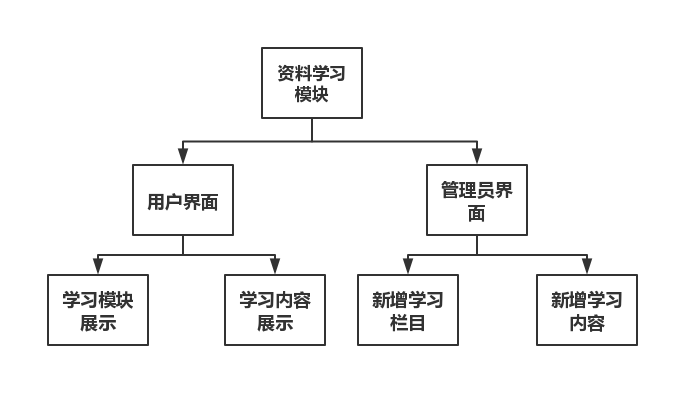 资料学习
模块
用户界面
管理员界
面
学习模块
展示
学习内容
展示
新增学习
栏目
新增学习
内容